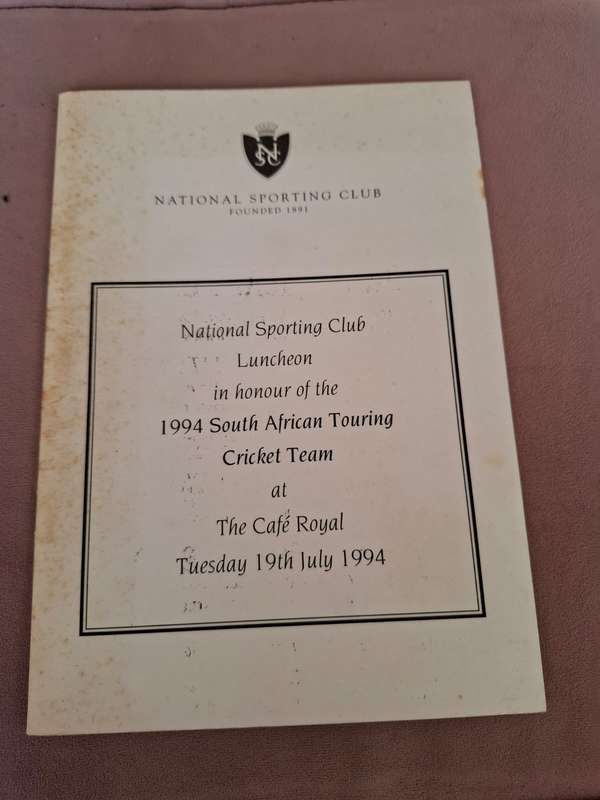 NSC
NATIONAL SPORTING CLUB
FOUNDED 1891
National Sporting Club
Luncheon
in honour of the
1994 South African Touring
Cricket Team
at
The Café Royal
Tuesday 19th July 1994